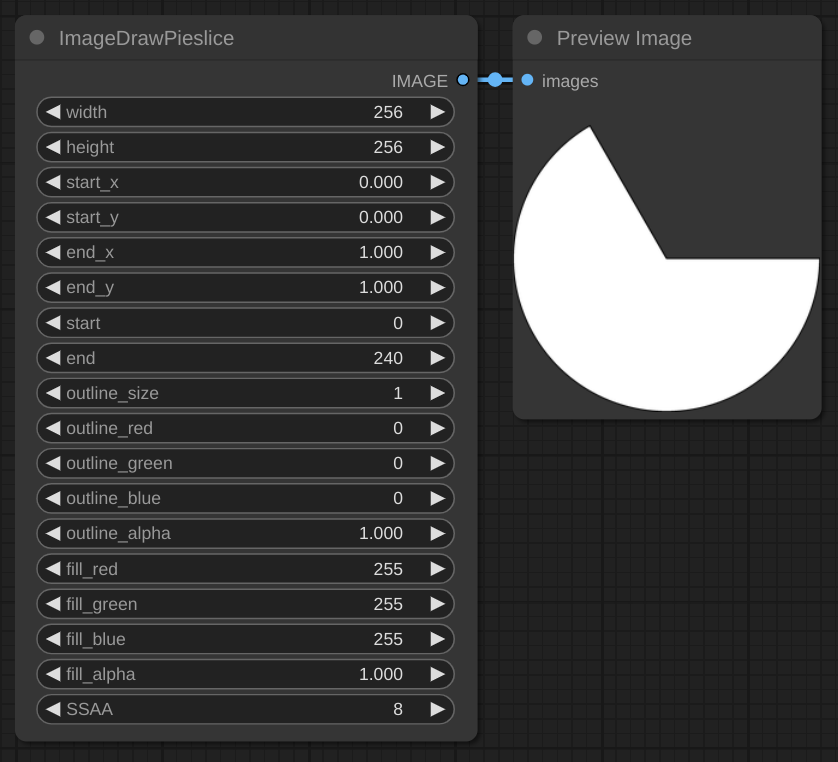 ImageDrawPieslice
IMAGE
width 256
height 256
start_x 0.000
start_y 0.000
end_x 1.000
end_y 1.000
start 0
end 240
outline_size 1
outline_red 0
outline_green 0
outline_blue 0
outline_alpha 1.000
fill_red 255
fill_green 255
fill_blue 255
fill_alpha 1.000
SSAA 8
Preview Image
images